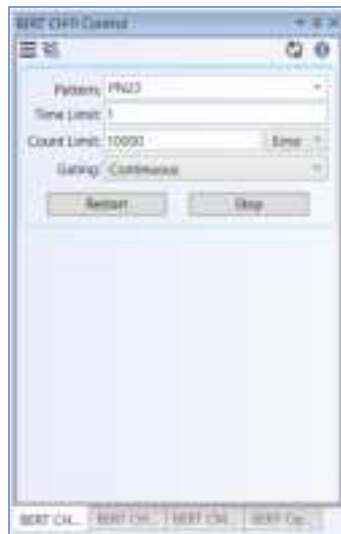 BERT CH1 Control
Pattern: PN23
Time Limit: 1
Count Limit: 10000 Error
Gating: Continuous
Restart Stop
BERT CH... BERT CH... BERT CH... BERT Op...